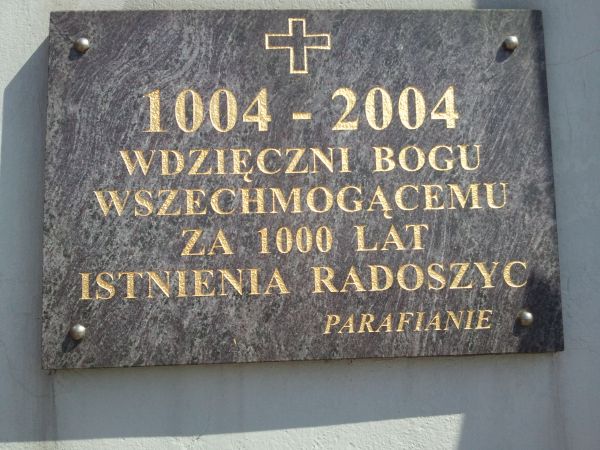 1004 - 2004
WDZIĘCZNI BOGU
WSZECHMOGĄCEMU
ZA 1000 LAT
ISTNIENIA RADOSZYC
PARAFIANIE